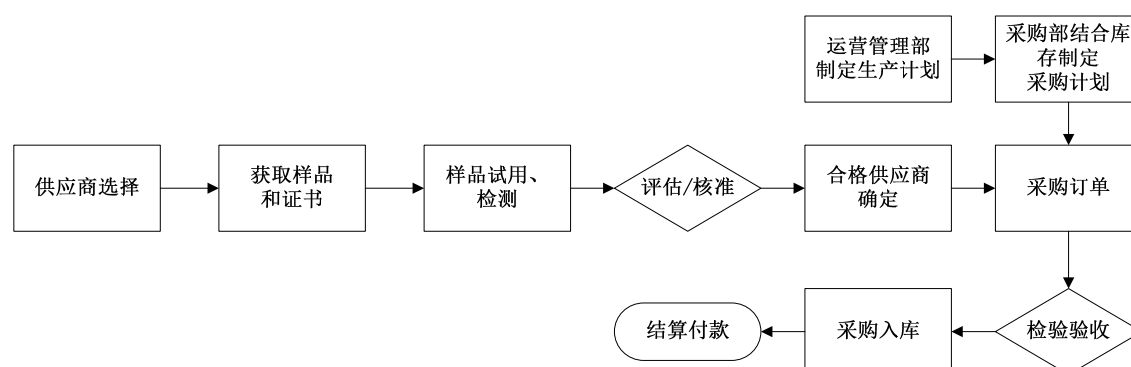 运营管理部
制定生产计划
采购部结合库
存制定
采购计划
供应商选择
获取样品
和证书
样品试用、
检测
评估/核准
合格供应商
确定
采购订单
结算付款
采购入库
检验验收